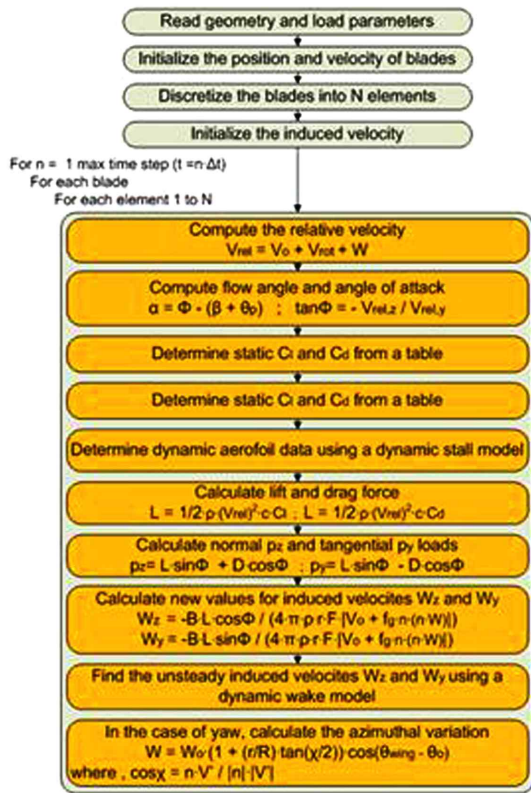 Read geometry and load parameters
Initialize the position and velocity of blades
Discretize the blades into N elements
Initialize the induced velocity
For n = 1 max time step (t =n·Δt)
For each blade
For each element 1 to N
Compute the relative velocity
Vrel = Vo + Vrot + W
Compute flow angle and angle of attack
α = Φ - (β + θp) ; tanΦ = - Vrel,z / Vrel,y
Determine static Cl and Cd from a table
Determine static Cl and Cd from a table
Determine dynamic aerofoil data using a dynamic stall model
Calculate lift and drag force
L = 1/2·ρ·(Vrel)²·c·Cl ; L = 1/2·ρ·(Vrel)²·c·Cd
Calculate normal pz and tangential py loads
pz= L·sinΦ + D·cosΦ ; py= L·sinΦ - D·cosΦ
Calculate new values for induced velocites Wz and Wy
Wz = -B·L·cosΦ / (4·π·ρ·r·F·|Vo + fg·n·(n·W)|)
Wy = -B·L·sinΦ / (4·π·ρ·r·F·|Vo + fg·n·(n·W)|)
Find the unsteady induced velocites Wz and Wy using a
dynamic wake model
In the case of yaw, calculate the azimuthal variation
W = Wo·(1 + (r/R)·tan(χ/2))·cos(θwing - θo)
where , cosχ = n·V' / |n|·|V'|